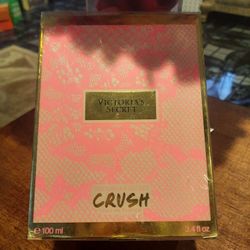 VICTORIA'S
SECRET
CRUSH
℮ 100 ml 3.4 fl oz